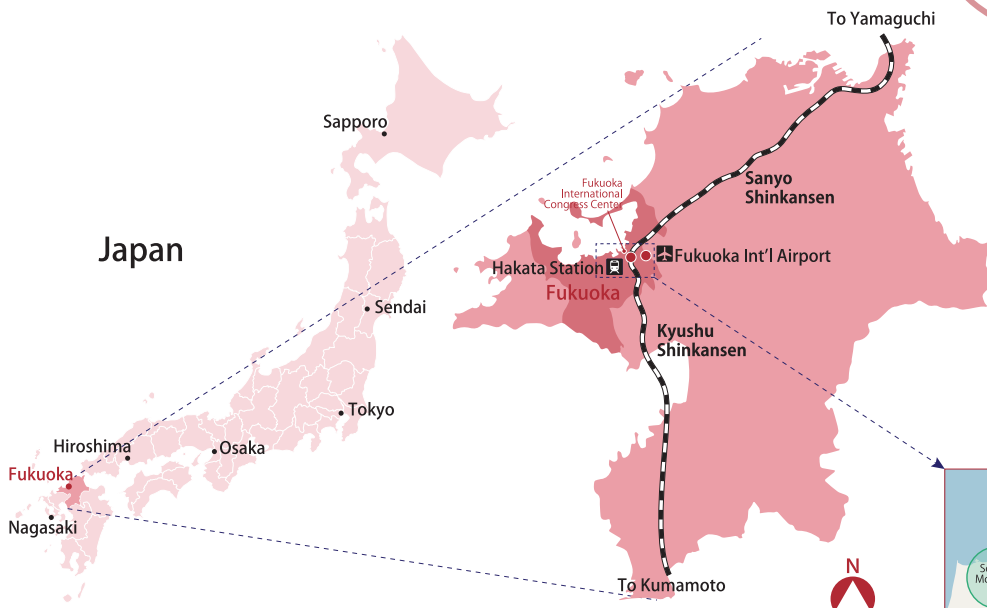 To Yamaguchi
Sapporo
Sanyo
Shinkansen
Fukuoka
International
Congress Center
Japan
Fukuoka Int'l Airport
Hakata Station
Fukuoka
Sendai
Kyushu
Shinkansen
Tokyo
Hiroshima
Osaka
Fukuoka
Nagasaki
To Kumamoto
N